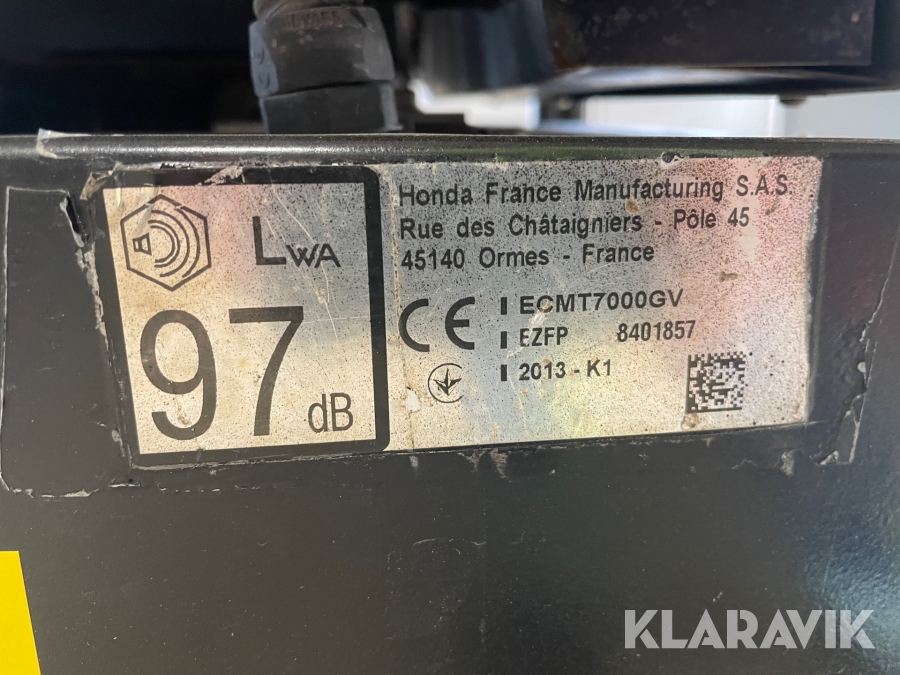 LWA
97 dB
Honda France Manufacturing S.A.S
Rue des Châtaigniers - Pôle 45
45140 Ormes - France
CE
ECMT7000GV
EZFP 8401857
2013 - K1
KLARAVIK